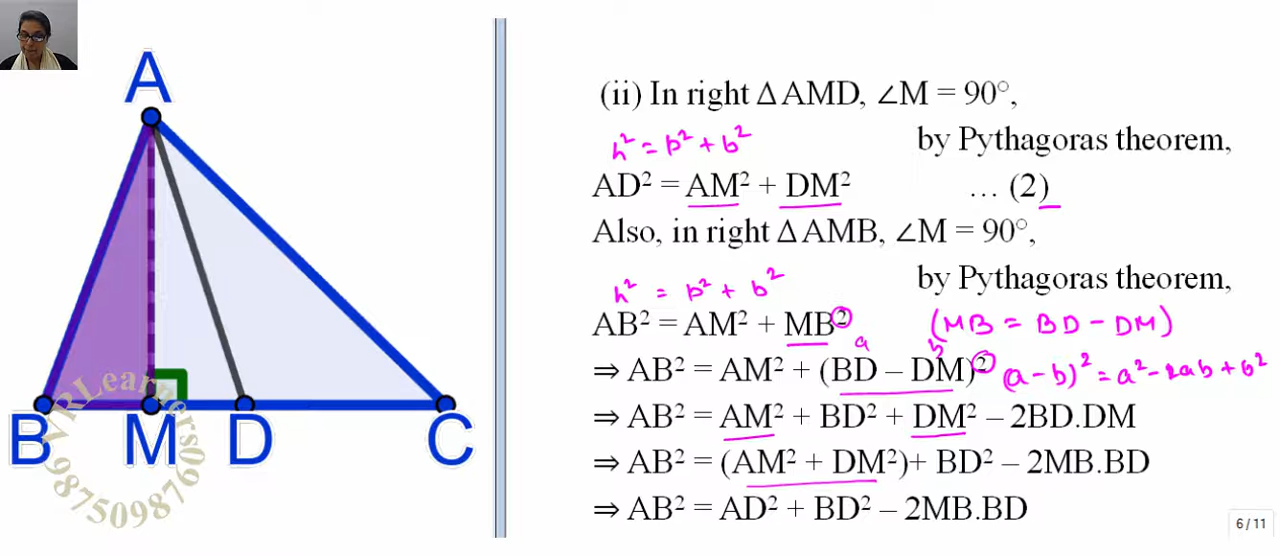 A
B M D C
VRLearners
09875098760
(ii) In right ΔAMD, ∠M = 90°,
h² = p² + b² by Pythagoras theorem,
AD² = AM² + DM² … (2)
Also, in right ΔAMB, ∠M = 90°,
by Pythagoras theorem,
h² = p² + b²
AB² = AM² + MB² (MB = BD - DM)
a b
⇒ AB² = AM² + (BD – DM)² (a - b)² = a² - 2ab + b²
⇒ AB² = AM² + BD² + DM² – 2BD.DM
⇒ AB² = (AM² + DM²)+ BD² – 2MB.BD
⇒ AB² = AD² + BD² – 2MB.BD
6 / 11